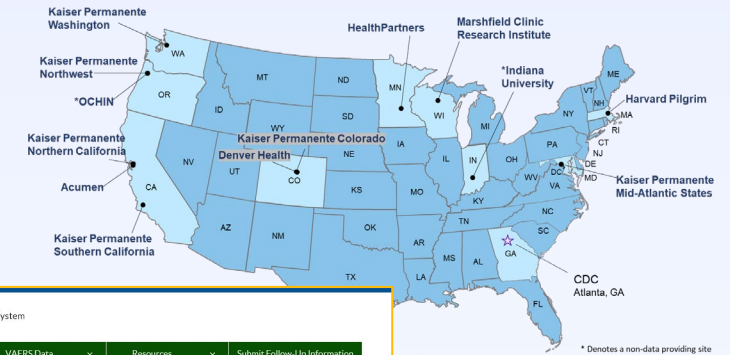 Kaiser Permanente
Washington
HealthPartners
Marshfield Clinic
Research Institute
Kaiser Permanente
Northwest
*OCHIN
*Indiana
University
Harvard Pilgrim
Kaiser Permanente
Northern California
Acumen
Kaiser Permanente
Southern California
Kaiser Permanente Colorado
Denver Health
Kaiser Permanente
Mid-Atlantic States
CDC
Atlanta, GA
WA
OR
CA
ID
NV
MT
WY
UT
AZ
CO
NM
ND
SD
NE
KS
OK
TX
MN
IA
MO
AR
LA
WI
IL
MI
IN
OH
KY
TN
MS
AL
GA
FL
SC
NC
VA
WV
DC
MD
DE
NJ
PA
NY
CT
RI
MA
VT
NH
ME
ystem
VAERS Data
Resources
Submit Follow-Up Information
* Denotes a non-data providing site